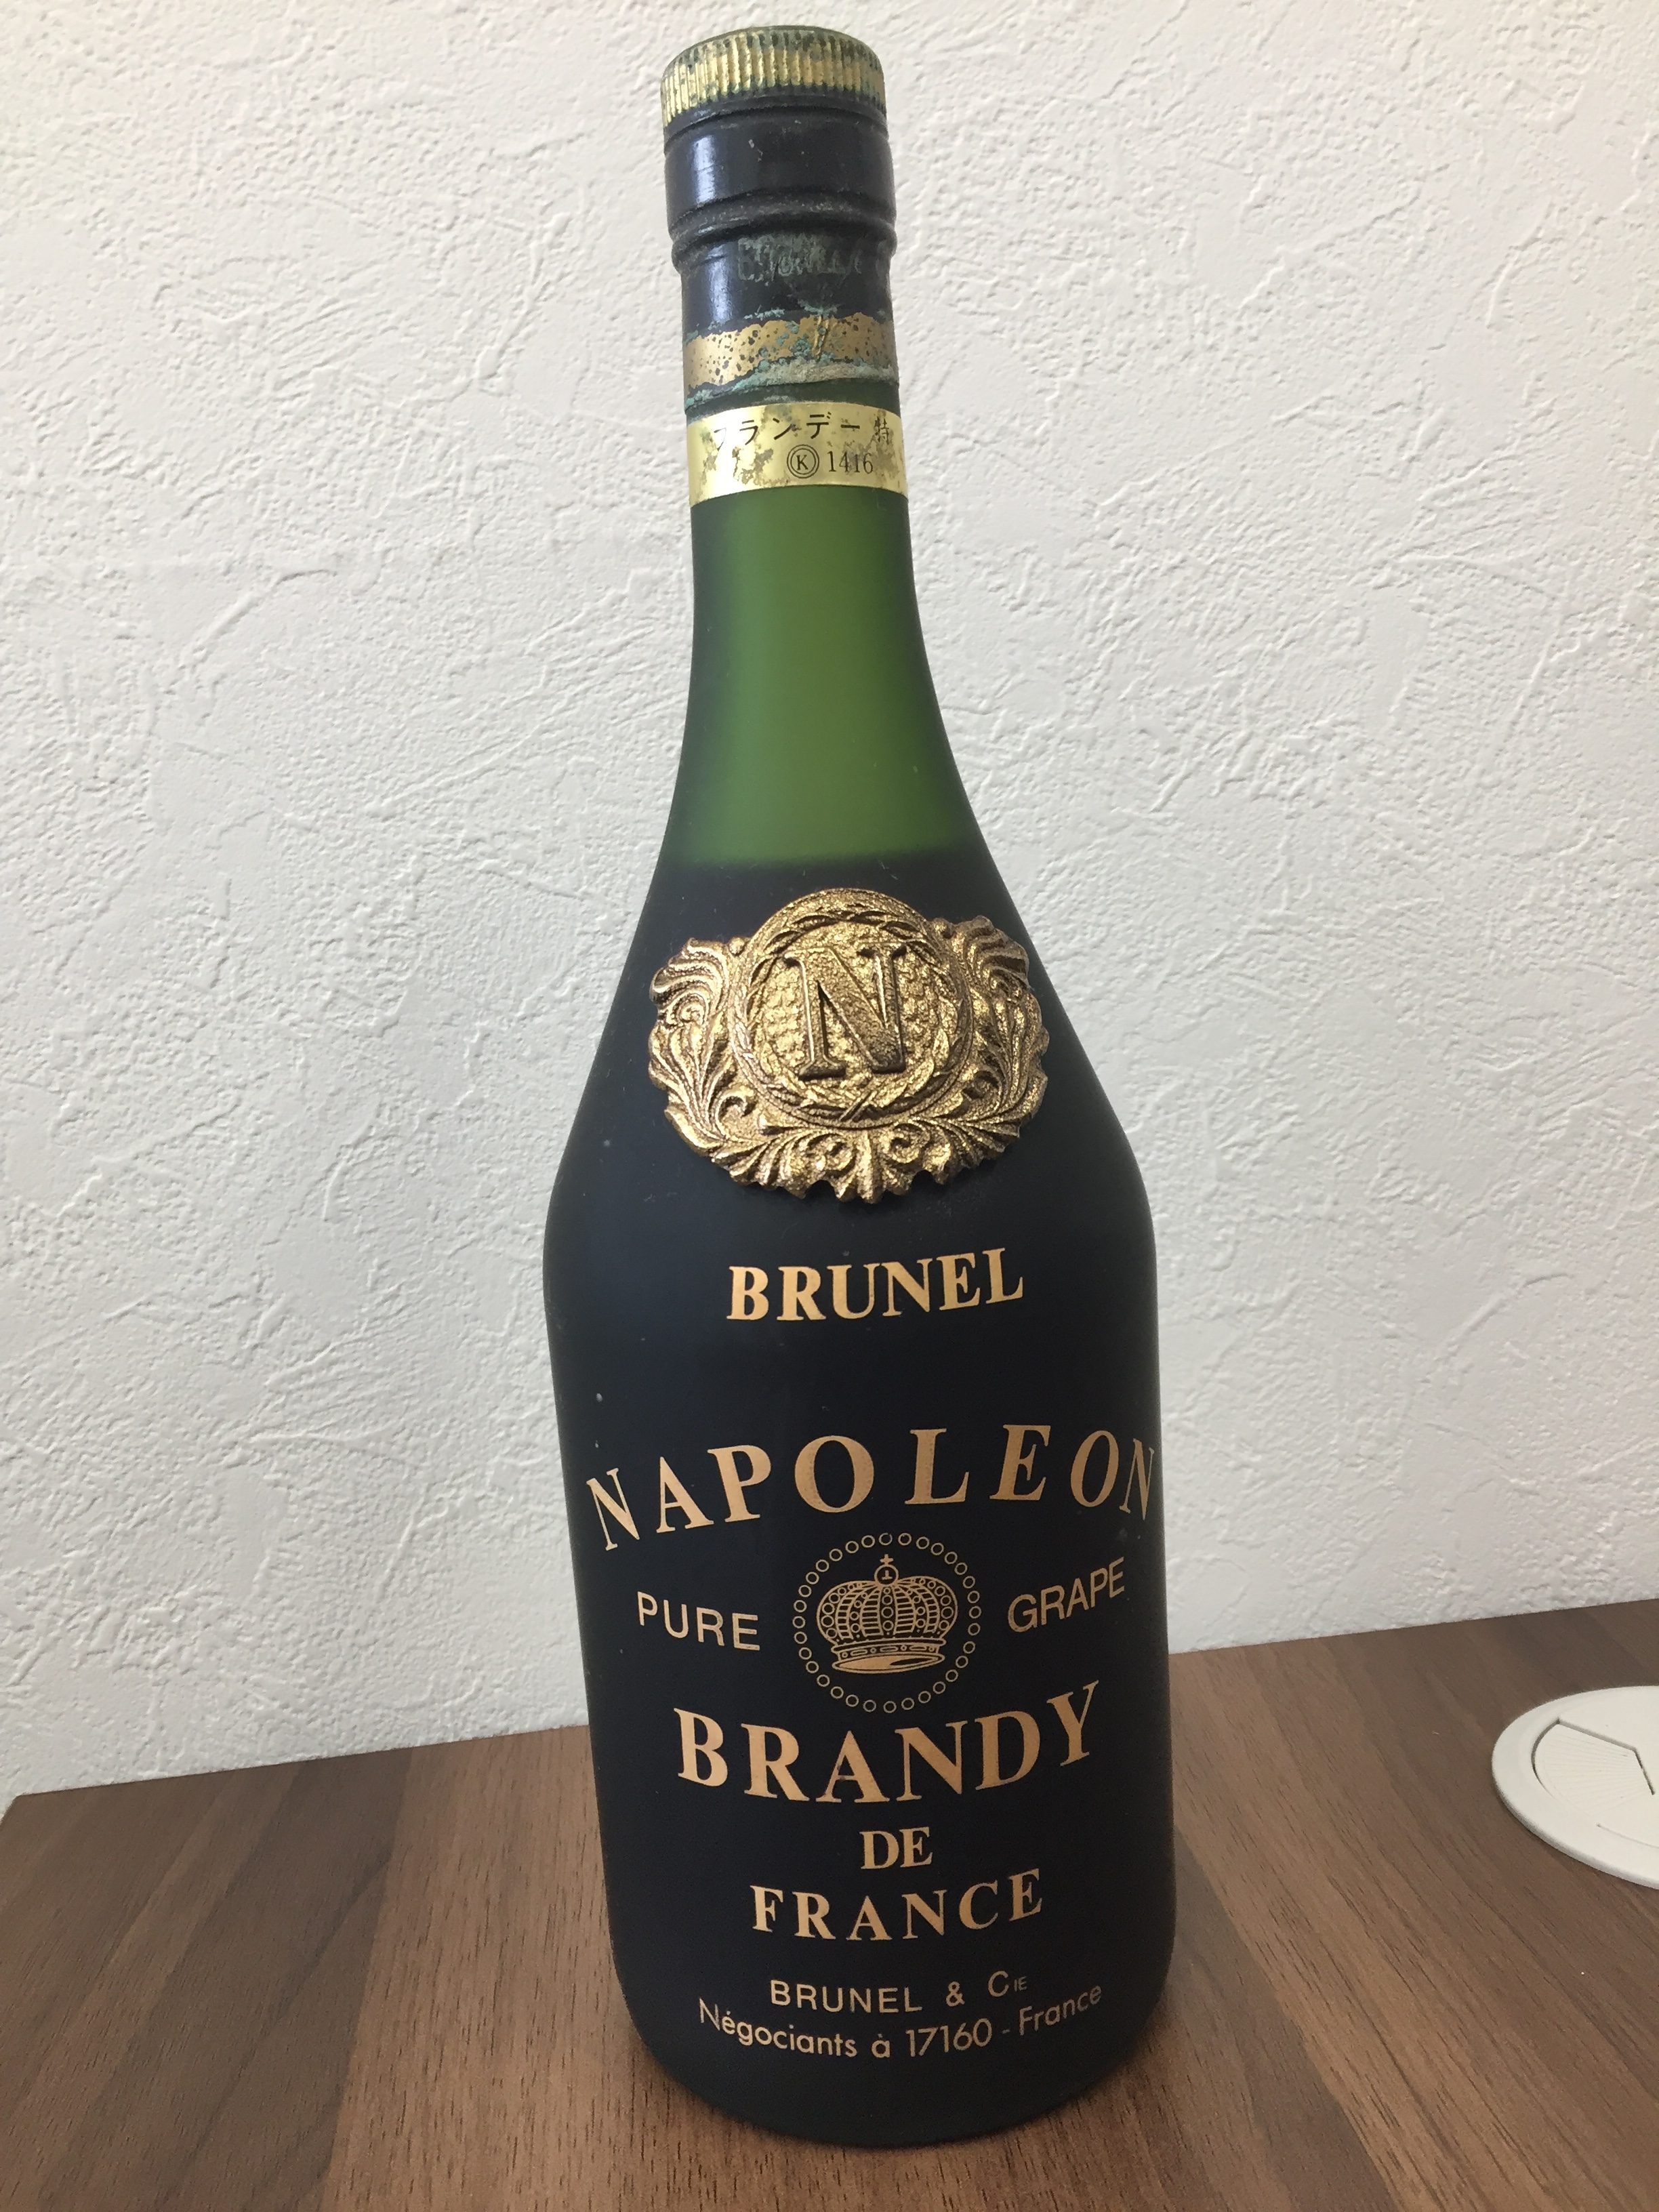 ブランデー 特
K 1416
N
BRUNEL
NAPOLEON
PURE GRAPE
BRANDY
DE
FRANCE
BRUNEL & CIE
Négociants à 17160 - France